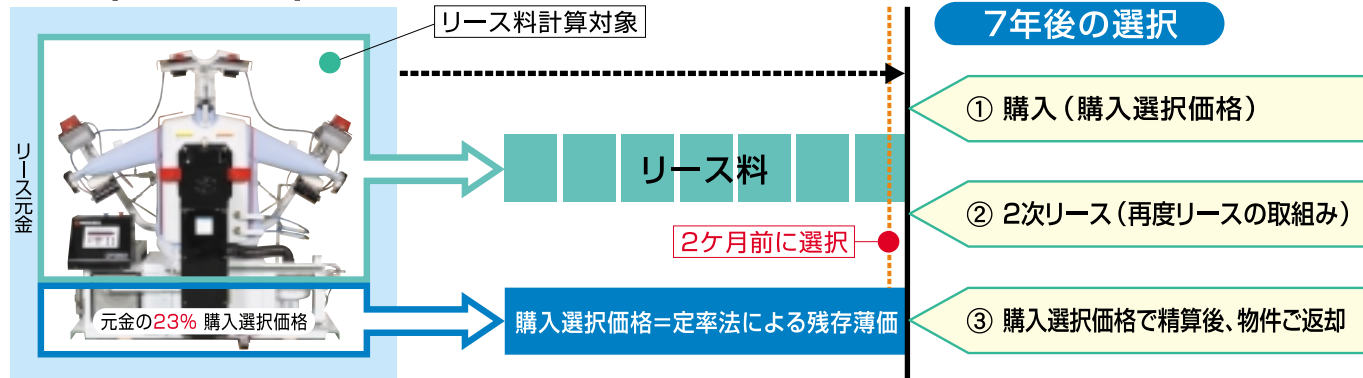 リース料計算対象
7年後の選択
リース元金
① 購入（購入選択価格）
リース料
② 2次リース（再度リースの取組み）
2ケ月前に選択
元金の23% 購入選択価格
購入選択価格=定率法による残存薄価
③ 購入選択価格で精算後、物件ご返却